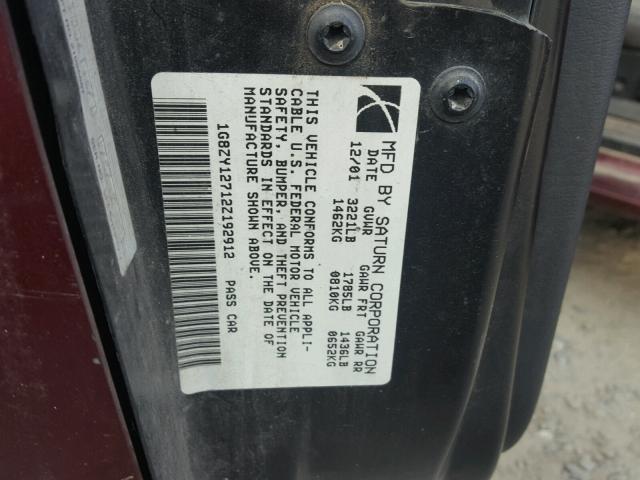 MFD BY SATURN CORPORATION
DATE GVWR GAWR FRT GAWR RR
12/01 3221LB 1785LB 1436LB
1462KG 0810KG 0652KG
THIS VEHICLE CONFORMS TO ALL APPLI-
CABLE U.S. FEDERAL MOTOR VEHICLE
SAFETY, BUMPER, AND THEFT PREVENTION
STANDARDS IN EFFECT ON THE DATE OF
MANUFACTURE SHOWN ABOVE.
1G8ZY12712Z192912 PASS CAR